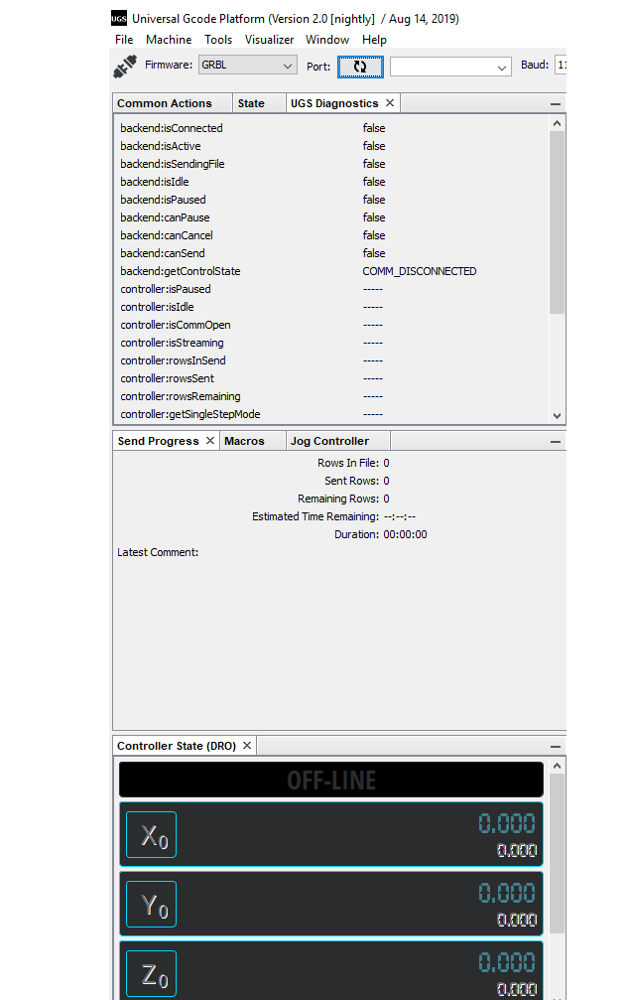 UGS Universal Gcode Platform (Version 2.0 [nightly] / Aug 14, 2019)
File Machine Tools Visualizer Window Help
Firmware: GRBL Port: Baud: 11
Common Actions State UGS Diagnostics
backend:isConnected false
backend:isActive false
backend:isSendingFile false
backend:isIdle false
backend:isPaused false
backend:canPause false
backend:canCancel false
backend:canSend false
backend:getControlState COMM_DISCONNECTED
controller:isPaused -----
controller:isIdle -----
controller:isCommOpen -----
controller:isStreaming -----
controller:rowsInSend -----
controller:rowsSent -----
controller:rowsRemaining -----
controller:getSingleStepMode -----
Send Progress Macros Jog Controller
Rows In File: 0
Sent Rows: 0
Remaining Rows: 0
Estimated Time Remaining: --:--:--
Duration: 00:00:00
Latest Comment:
Controller State (DRO)
OFF-LINE
X0 0.000
0.000
Y0 0.000
0.000
Z0 0.000
0.000